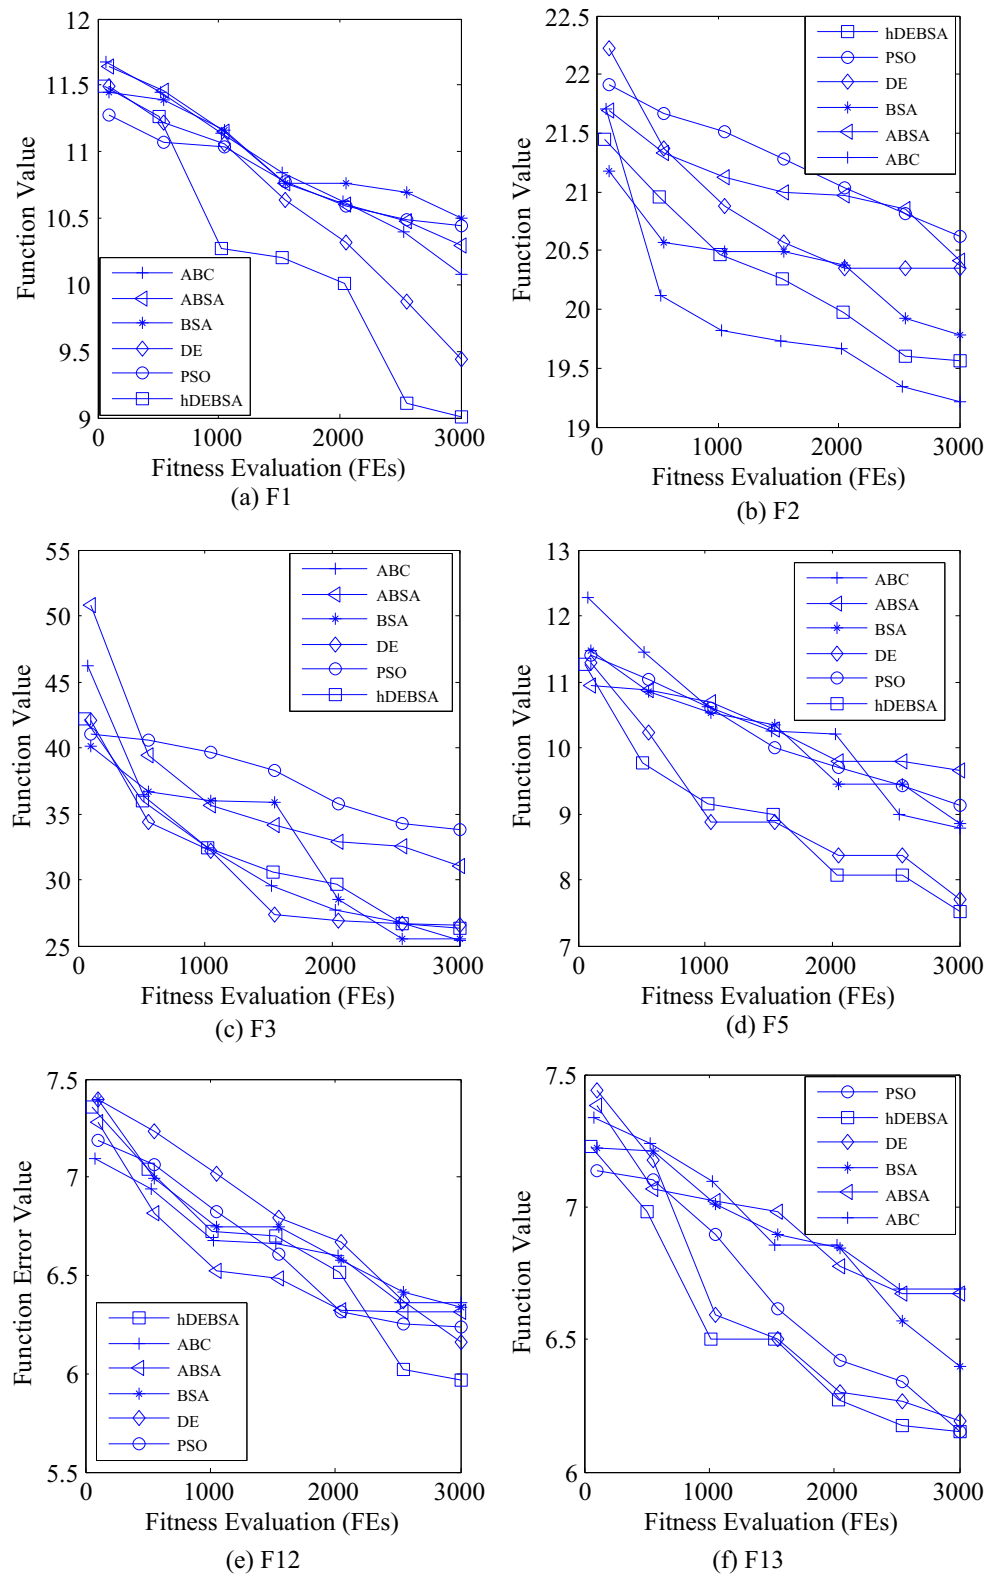 12
11.5
11
10.5
10
9.5
9
0
1000
2000
3000
Function Value
ABC
ABSA
BSA
DE
PSO
hDEBSA
Fitness Evaluation (FEs)
(a) F1
22.5
22
21.5
21
20.5
20
19.5
19
0
1000
2000
3000
Function Value
hDEBSA
PSO
DE
BSA
ABSA
ABC
Fitness Evaluation (FEs)
(b) F2
55
50
45
40
35
30
25
0
1000
2000
3000
Function Value
ABC
ABSA
BSA
DE
PSO
hDEBSA
Fitness Evaluation (FEs)
(c) F3
13
12
11
10
9
8
7
0
1000
2000
3000
Function Value
ABC
ABSA
BSA
DE
PSO
hDEBSA
Fitness Evaluation (FEs)
(d) F5
7.5
7
6.5
6
5.5
0
1000
2000
3000
Function Error Value
hDEBSA
ABC
ABSA
BSA
DE
PSO
Fitness Evaluation (FEs)
(e) F12
7.5
7
6.5
6
0
1000
2000
3000
Function Value
PSO
hDEBSA
DE
BSA
ABSA
ABC
Fitness Evaluation (FEs)
(f) F13